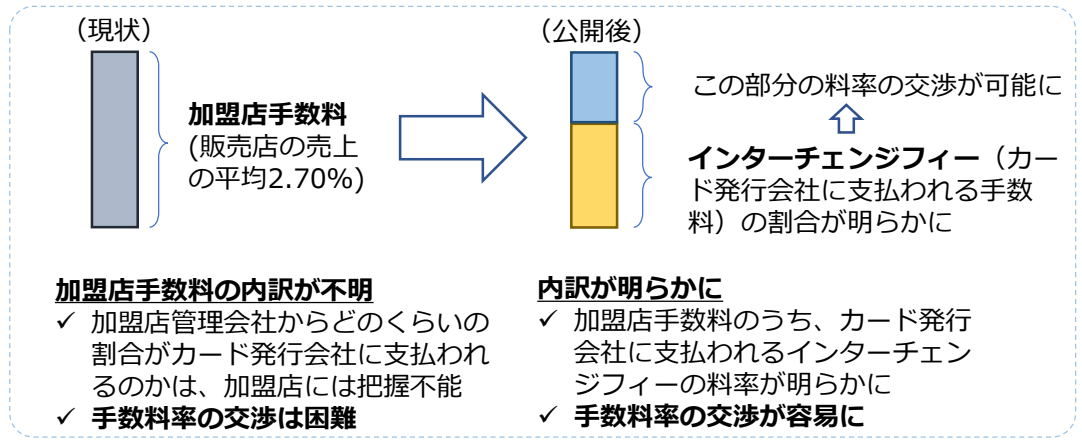 （現状）
加盟店手数料
(販売店の売上
の平均2.70%)
（公開後）
この部分の料率の交渉が可能に
インターチェンジフィー（カー
ド発行会社に支払われる手数
料）の割合が明らかに
加盟店手数料の内訳が不明
✓ 加盟店管理会社からどのくらいの
割合がカード発行会社に支払われ
るのかは、加盟店には把握不能
✓ 手数料率の交渉は困難
内訳が明らかに
✓ 加盟店手数料のうち、カード発行
会社に支払われるインターチェン
ジフィーの料率が明らかに
✓ 手数料率の交渉が容易に